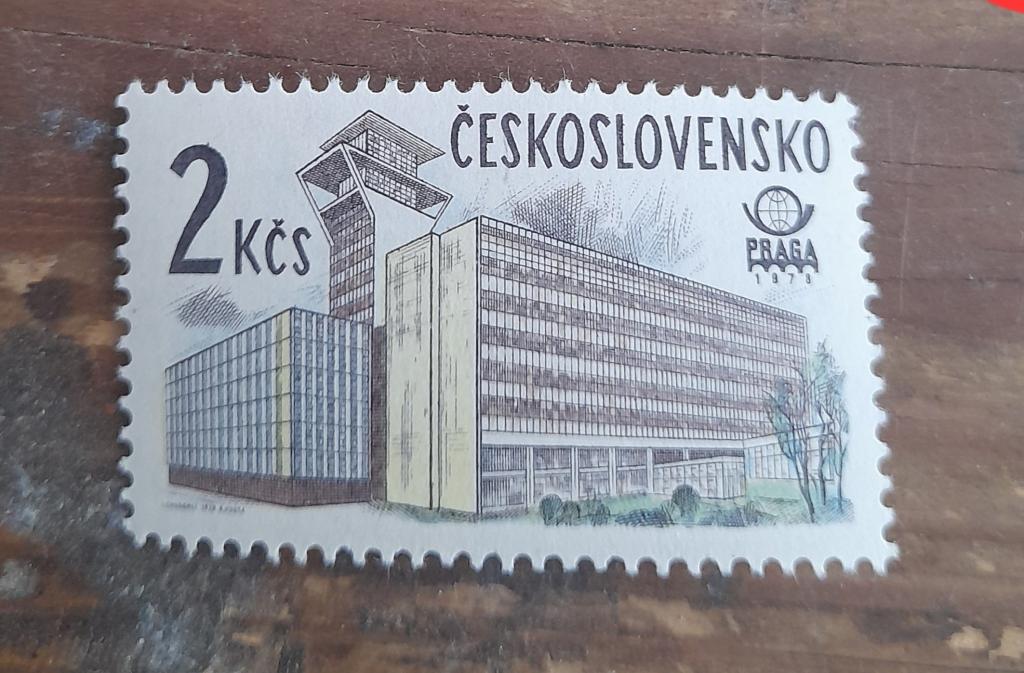 ČESKOSLOVENSKO
2 KČS
PRAGA
1978